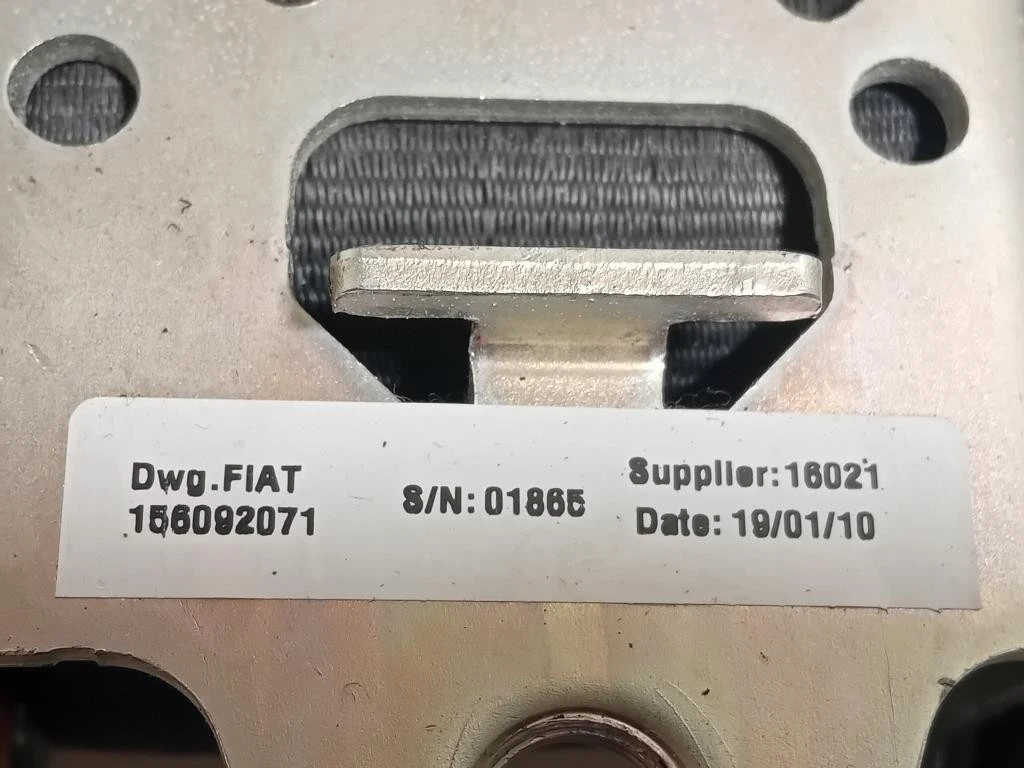 Dwg.FIAT
156092071
S/N: 01865
Supplier: 16021
Date: 19/01/10